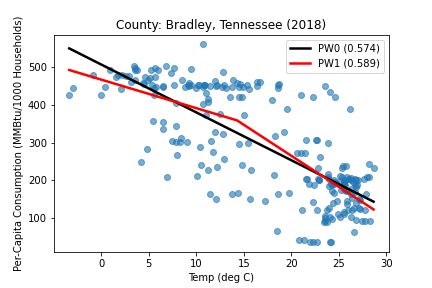 County: Bradley, Tennessee (2018)
PW0 (0.574)
PW1 (0.589)
Per-Capita Consumption (MMBtu/1000 Households)
500
400
300
200
100
0 5 10 15 20 25 30
Temp (deg C)